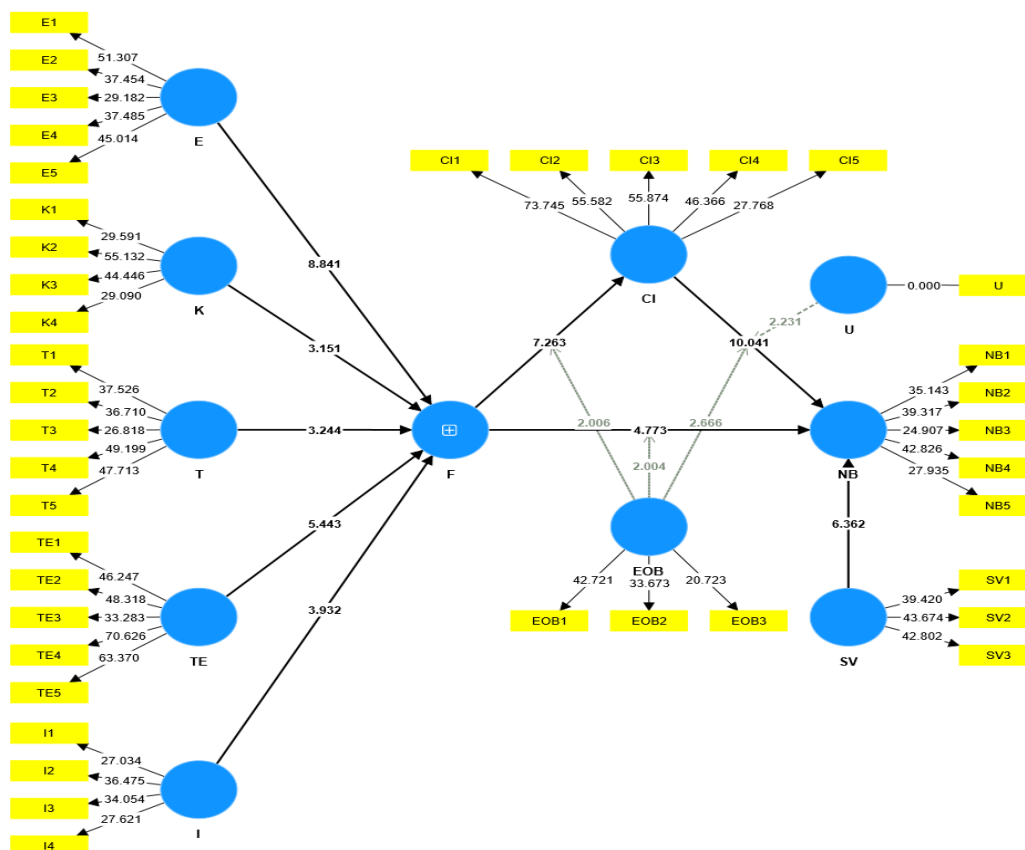 E1
51.307
E2
37.454
E3
29.182
E4
37.485
E5
45.014
E
K1
29.591
K2
55.132
K3
44.446
K4
29.090
K
T1
37.526
T2
36.710
T3
26.818
T4
49.199
T5
47.713
T
TE1
46.247
TE2
48.318
TE3
33.283
TE4
70.626
TE5
63.370
TE
I1
27.034
I2
36.475
I3
34.054
I4
27.621
I
8.841
3.151
3.244
5.443
3.932
F
CI1
CI2
CI3
CI4
CI5
73.745
55.582
55.874
46.366
27.768
CI
7.263
10.041
2.231
U
0.000
U
2.006
4.773
2.666
2.004
EOB
42.721
33.673
20.723
EOB1
EOB2
EOB3
NB
NB1
35.143
NB2
39.317
NB3
24.907
NB4
42.826
NB5
27.935
6.362
SV
SV1
39.420
SV2
43.674
SV3
42.802